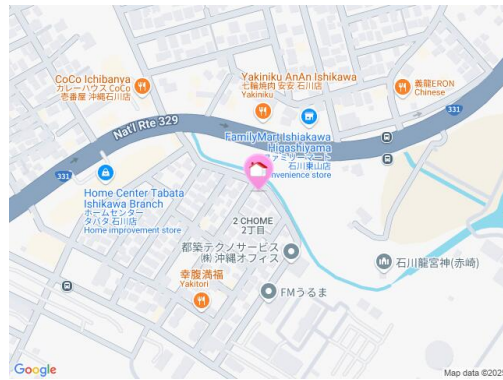 CoCo Ichibanya
カレーハウス CoCo
壱番屋 沖縄石川店
Yakiniku AnAn Ishikawa
七輪焼肉 安安 石川店
Yakiniku
義龍ERON
Chinese
331
Nat'l Rte 329
FamilyMart Ishiakawa
Higashiyama
ファミリーマート
石川東山店
onvenience store
331
Home Center Tabata
Ishikawa Branch
ホームセンター
タバタ 石川店
Home improvement store
2 CHOME
2丁目
都築テクノサービス
㈱ 沖縄オフィス
石川龍宮神(赤崎)
幸腹満福
Yakitori
FMうるま
Google
Map data ©202